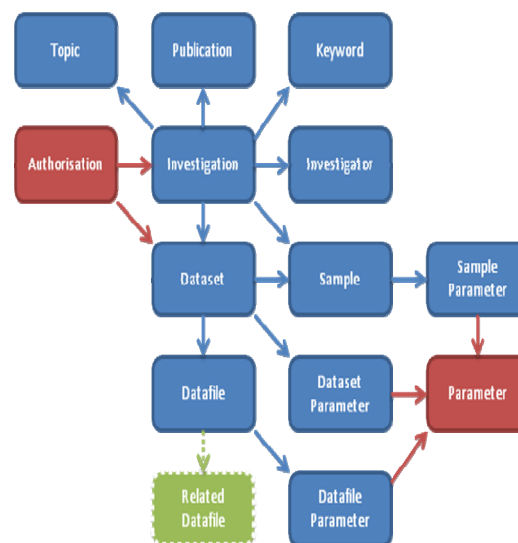 Topic
Publication
Keyword
Authorisation
Investigation
Investigator
Dataset
Sample
Sample
Parameter
Datafile
Dataset
Parameter
Parameter
Related
Datafile
Datafile
Parameter